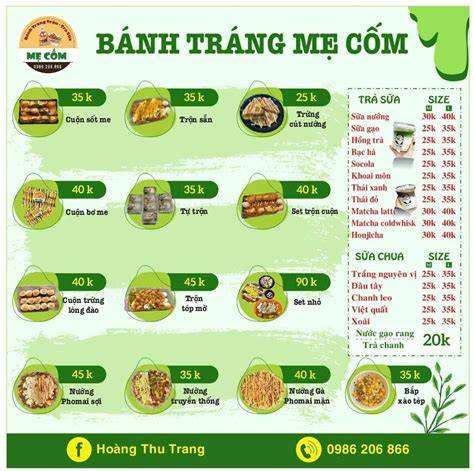 Bánh Tráng Trộn - Trà Sữa
MẸ CỐM
0986 206 866
BÁNH TRÁNG MẸ CỐM
35 k
Cuộn sốt me
35 k
Trộn sẵn
25 k
Trứng
cút nướng
40 k
Cuộn bơ me
35 k
Tự trộn
40 k
Set trộn cuộn
40 k
Cuộn trứng
lòng đào
45 k
Trộn
tóp mỡ
90 k
Set nhỏ
45 k
Nướng
Phomai sợi
35 k
Nướng
truyền thống
40 k
Nướng Gà
Phomai mặn
35 k
Bắp
xào tép
TRÀ SỮA SIZE
M L
Sữa nướng 30k 40k
Sữa gạo 25k 35k
Hồng trà 25k 35k
Bạc hà 25k 35k
Socola 25k 35k
Khoai môn 25k 35k
Thái xanh 25k 35k
Thái đỏ 25k 35k
Matcha latte 30k 40k
Matcha coldwhisk 30k 40k
Honjicha 30k 40k
SỮA CHUA SIZE
M L
Trắng nguyên vị 25k 35k
Dâu tây 25k 35k
Chanh leo 25k 35k
Việt quất 25k 35k
Xoài 25k 35k
Nước gạo rang
Trà chanh 20k
f Hoàng Thu Trang
0986 206 866